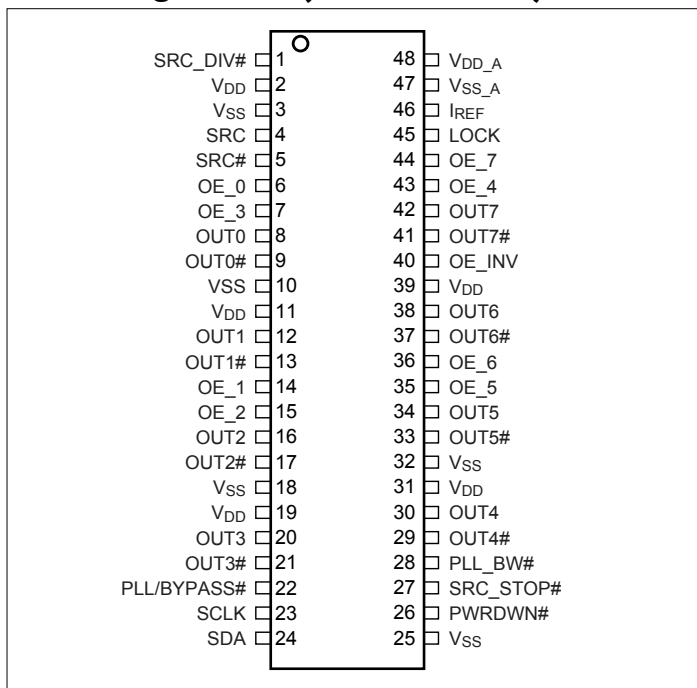 SRC_DIV# 1 48 VDD_A
VDD 2 47 VSS_A
VSS 3 46 IREF
SRC 4 45 LOCK
SRC# 5 44 OE_7
OE_0 6 43 OE_4
OE_3 7 42 OUT7
OUT0 8 41 OUT7#
OUT0# 9 40 OE_INV
VSS 10 39 VDD
VDD 11 38 OUT6
OUT1 12 37 OUT6#
OUT1# 13 36 OE_6
OE_1 14 35 OE_5
OE_2 15 34 OUT5
OUT2 16 33 OUT5#
OUT2# 17 32 VSS
VSS 18 31 VDD
VDD 19 30 OUT4
OUT3 20 29 OUT4#
OUT3# 21 28 PLL_BW#
PLL/BYPASS# 22 27 SRC_STOP#
SCLK 23 26 PWRDWN#
SDA 24 25 VSS